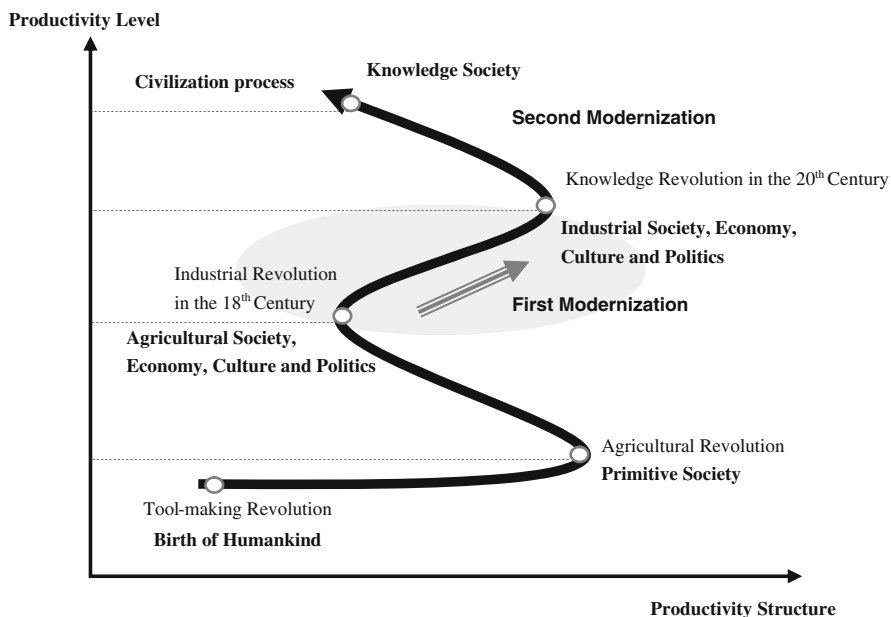 Productivity Level
Knowledge Society
Civilization process
Second Modernization
Knowledge Revolution in the 20th Century
Industrial Society, Economy,
Culture and Politics
Industrial Revolution
in the 18th Century
First Modernization
Agricultural Society,
Economy, Culture and Politics
Agricultural Revolution
Primitive Society
Tool-making Revolution
Birth of Humankind
Productivity Structure